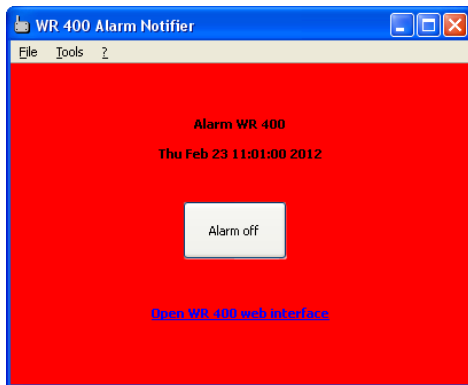 WR 400 Alarm Notifier
File Tools ?
Alarm WR 400
Thu Feb 23 11:01:00 2012
Alarm off
Open WR 400 web interface